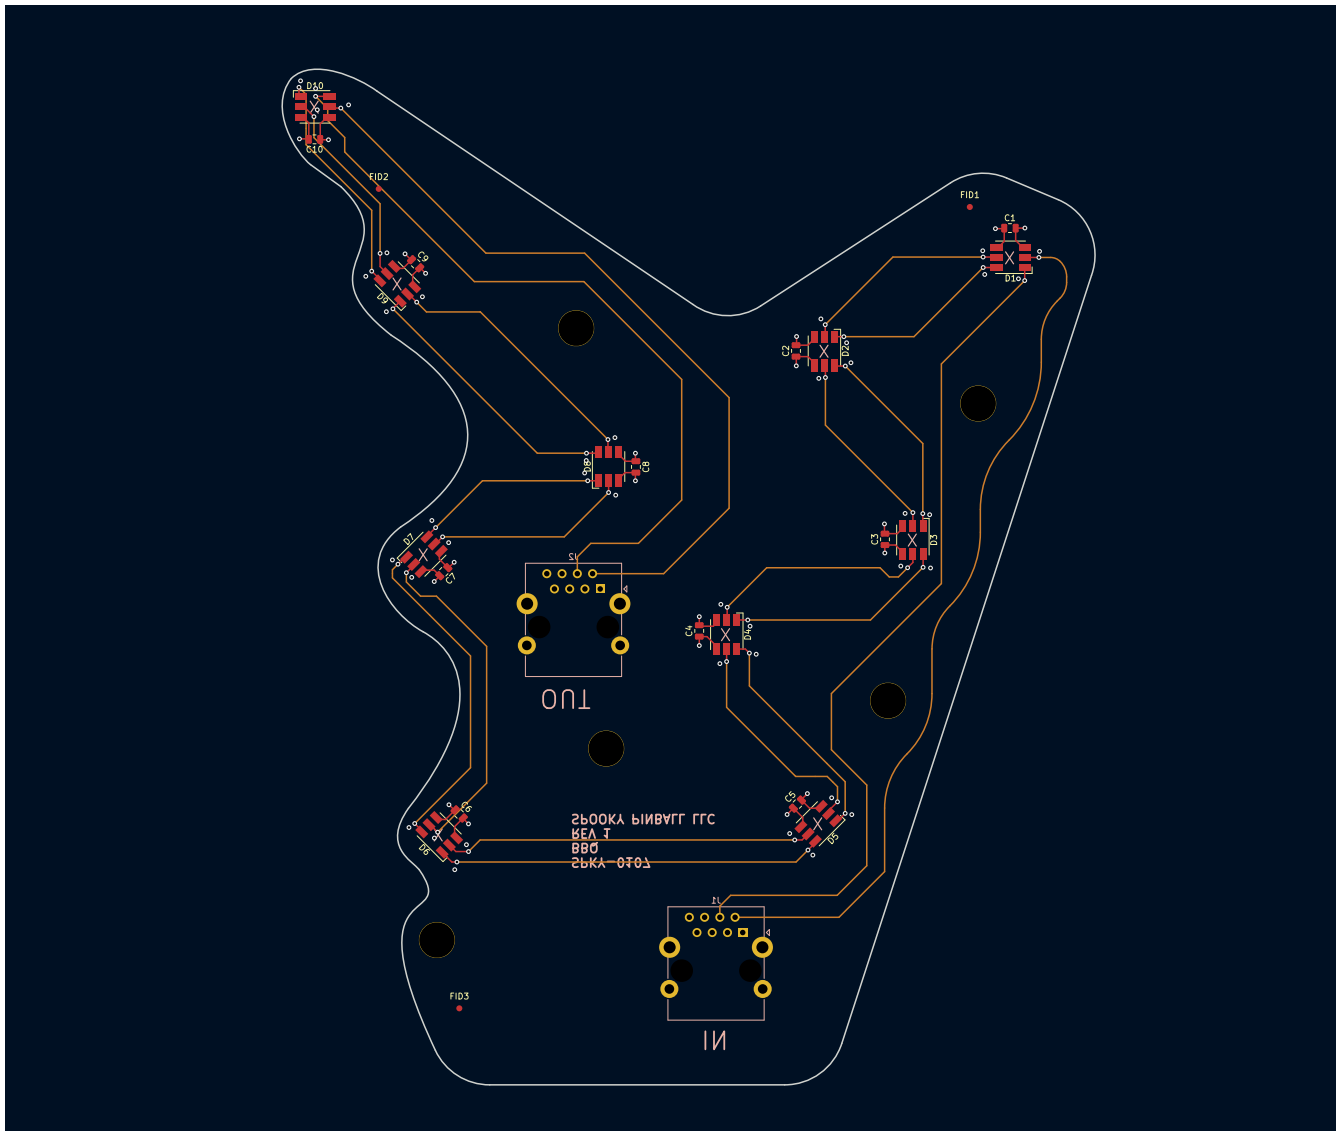 D10
C10
FID2
FID1
C1
D1
C9
D9
C2
D2
D8
C8
D7
C7
C3
D3
J2
C4
D4
OUT
C5
D5
C6
D6
SPOOKY PINBALL LLC
REV 1
BBQ
SPKY-0107
J1
FID3
IN